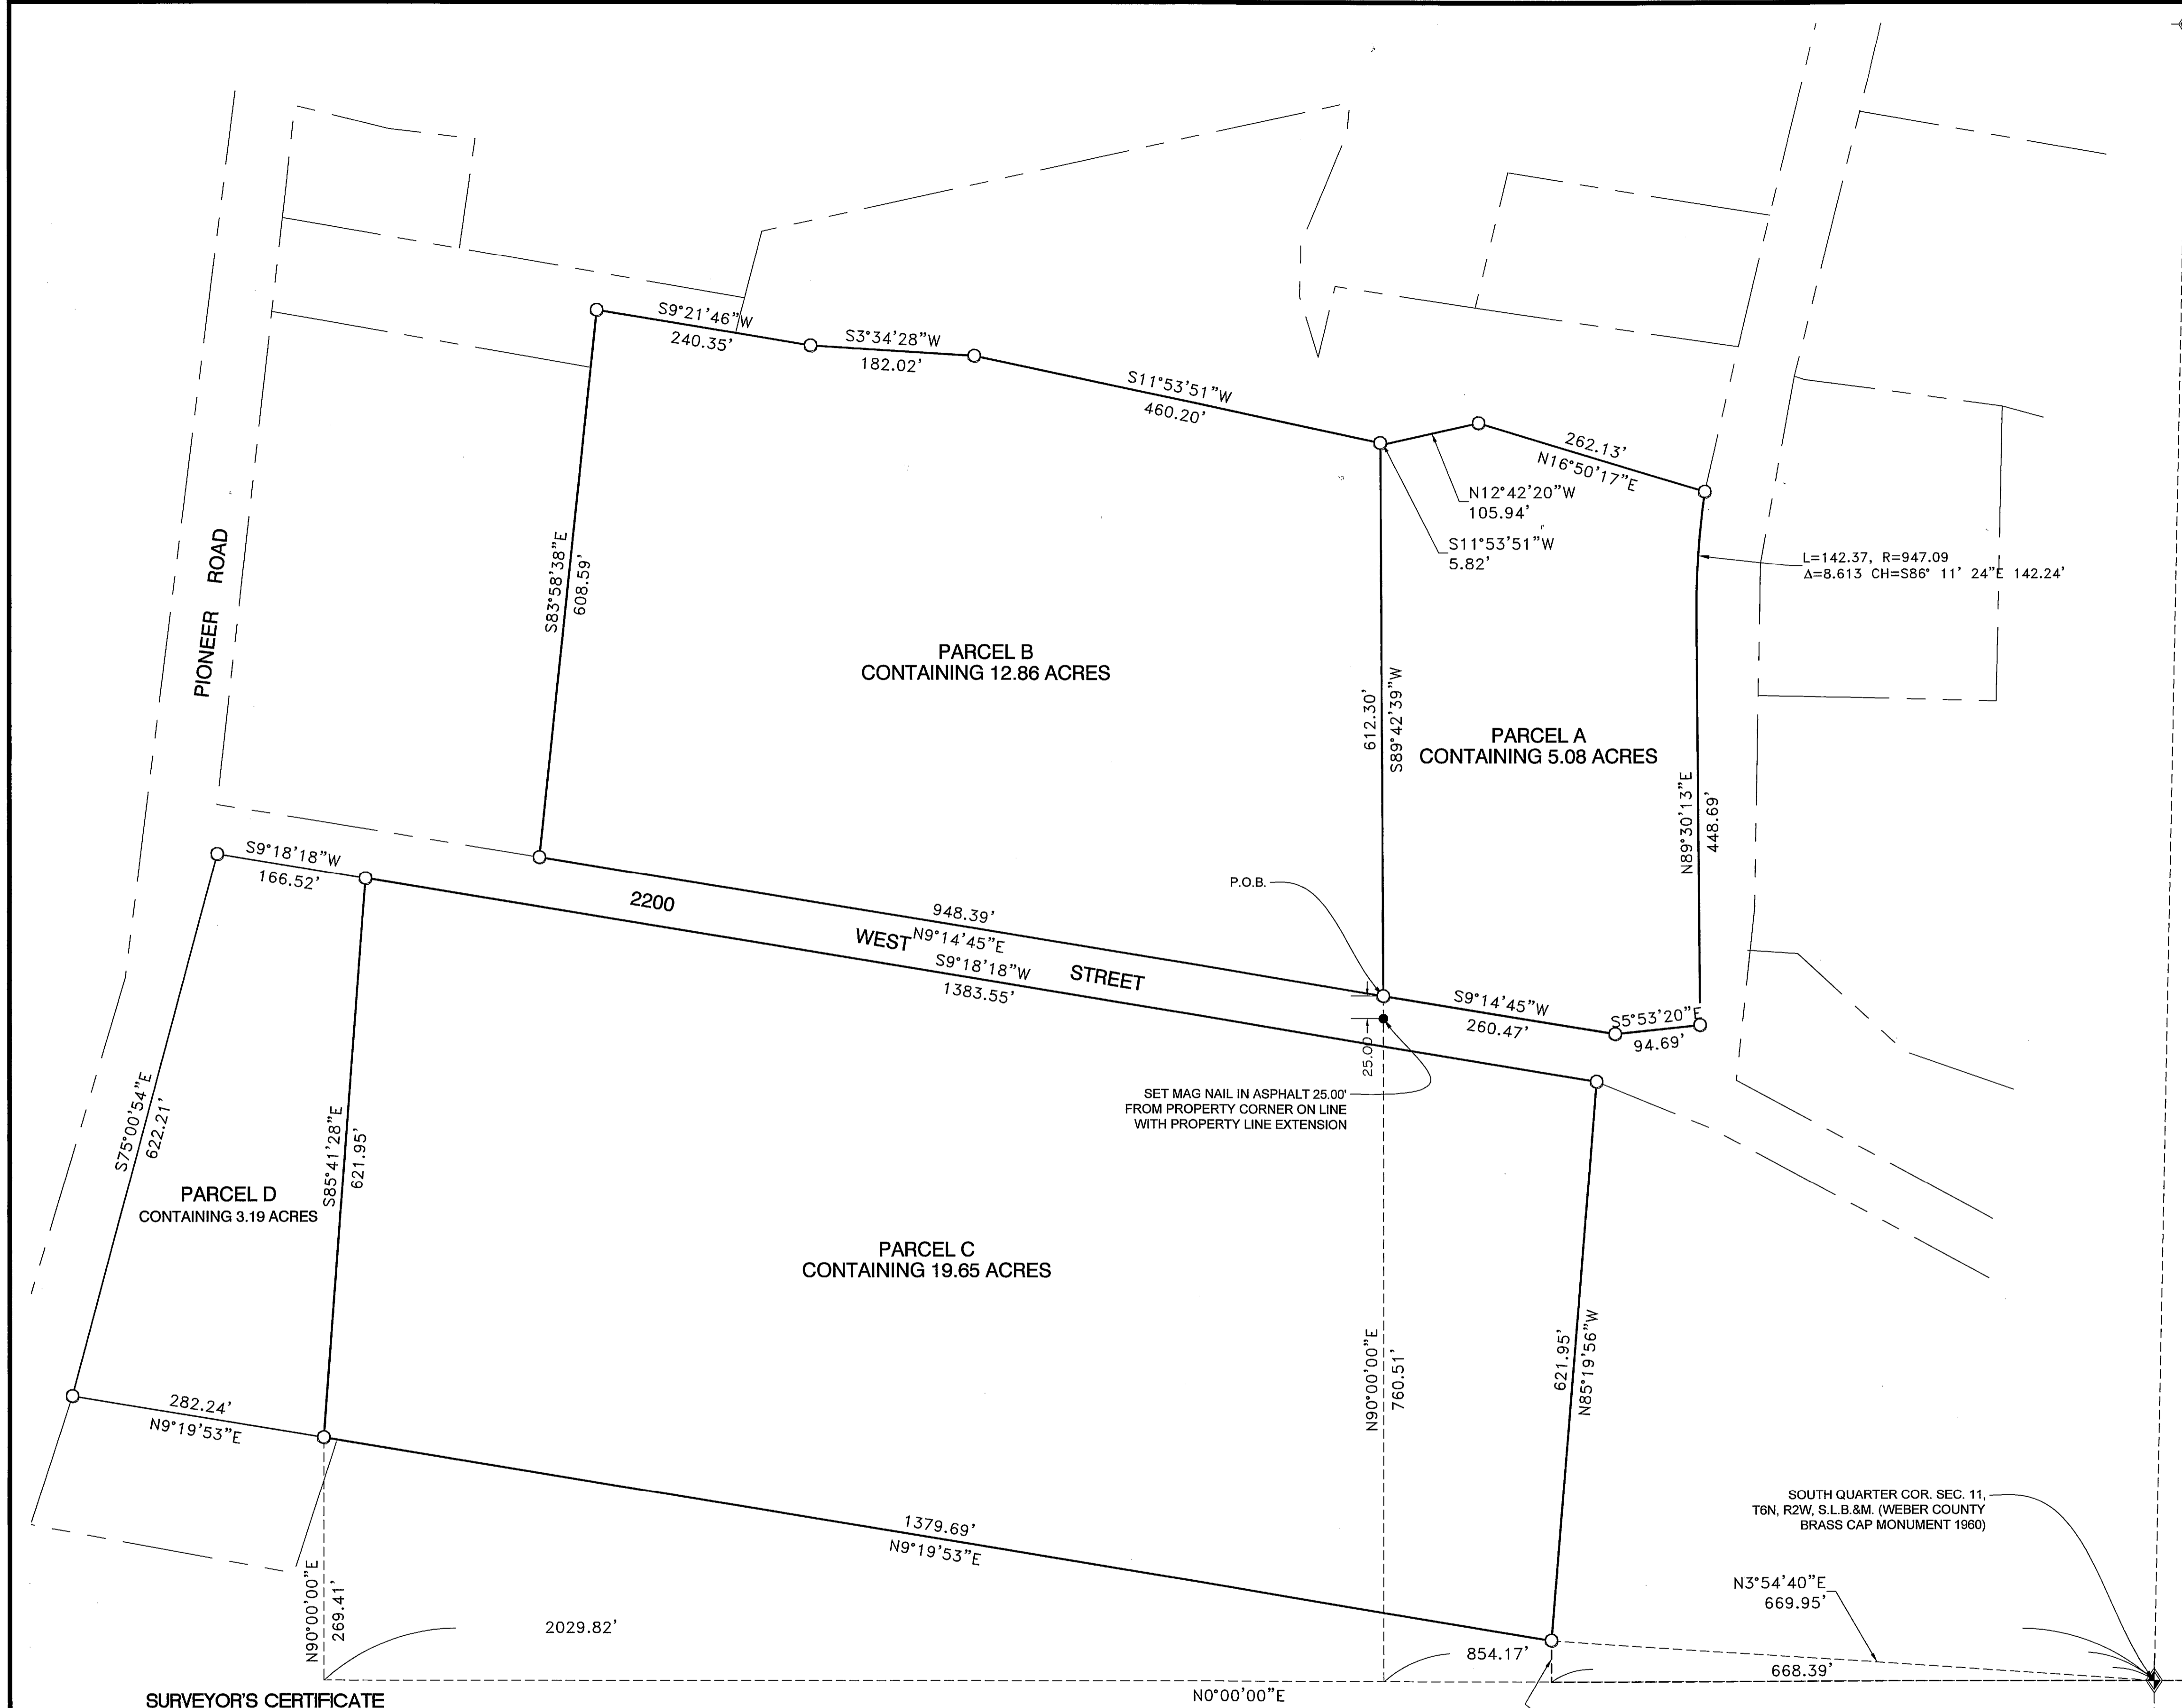 S9°21'46"W
240.35'
S3°34'28"W
182.02'
S11°53'51"W
460.20'
262.13'
N16°50'17"E
N12°42'20"W
105.94'
S11°53'51"W
5.82'
L=142.37, R=947.09
Δ=8.613 CH=S86° 11' 24"E 142.24'
PIONEER ROAD
S83°58'38"E
608.59'
PARCEL B
CONTAINING 12.86 ACRES
612.30'
S89°42'39"W
PARCEL A
CONTAINING 5.08 ACRES
N89°30'13"E
448.69'
S9°18'18"W
166.52'
2200 WEST STREET
948.39'
N9°14'45"E
S9°18'18"W
1383.55'
P.O.B.
S9°14'45"W
260.47'
S5°53'20"E
94.69'
25.00
SET MAG NAIL IN ASPHALT 25.00'
FROM PROPERTY CORNER ON LINE
WITH PROPERTY LINE EXTENSION
S75°00'54"E
622.21'
S85°41'28"E
621.95'
PARCEL D
CONTAINING 3.19 ACRES
PARCEL C
CONTAINING 19.65 ACRES
N90°00'00"E
760.51'
621.95'
N85°19'56"W
282.24'
N9°19'53"E
1379.69'
N9°19'53"E
SOUTH QUARTER COR. SEC. 11,
T6N, R2W, S.L.B.&M. (WEBER COUNTY
BRASS CAP MONUMENT 1960)
N3°54'40"E
669.95'
N90°00'00"E
269.41'
2029.82'
854.17'
668.39'
N0°00'00"E
SURVEYOR'S CERTIFICATE